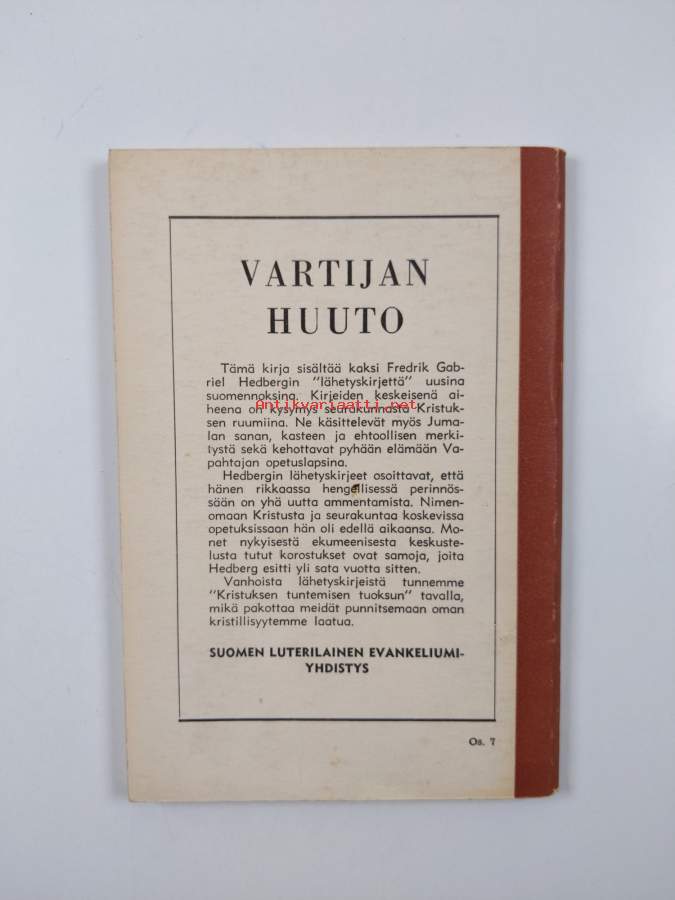 VARTIJAN
HUUTO
Tämä kirja sisältää kaksi Fredrik Gab-
riel Hedbergin "lähetyskirjettä" uusina
suomennoksina. Kirjeiden keskeisenä ai-
heena on kysymys seurakunnasta Kristuk-
sen ruumiina. Ne käsittelevät myös Juma-
lan sanan, kasteen ja ehtoollisen merki-
tystä sekä kehottavat pyhään elämään Va-
pahtajan opetuslapsina.
Hedbergin lähetyskirjeet osoittavat, että
hänen rikkaassa hengellisessä perinnös-
sään on yhä uutta ammentamista. Nimen-
omaan Kristusta ja seurakuntaa koskevissa
opetuksissaan hän oli edellä aikaansa. Mo-
net nykyisestä ekumeenisesta keskuste-
lusta tutut korostukset ovat samoja, joita
Hedberg esitti yli sata vuotta sitten.
Vanhoista lähetyskirjeistä tunnemme
"Kristuksen tuntemisen tuoksun" tavalla,
mikä pakottaa meidät punnitsemaan oman
kristillisyytemme laatua.
SUOMEN LUTERILAINEN EVANKELIUMI-
YHDISTYS
Os. 7
Antikvariaatti.net